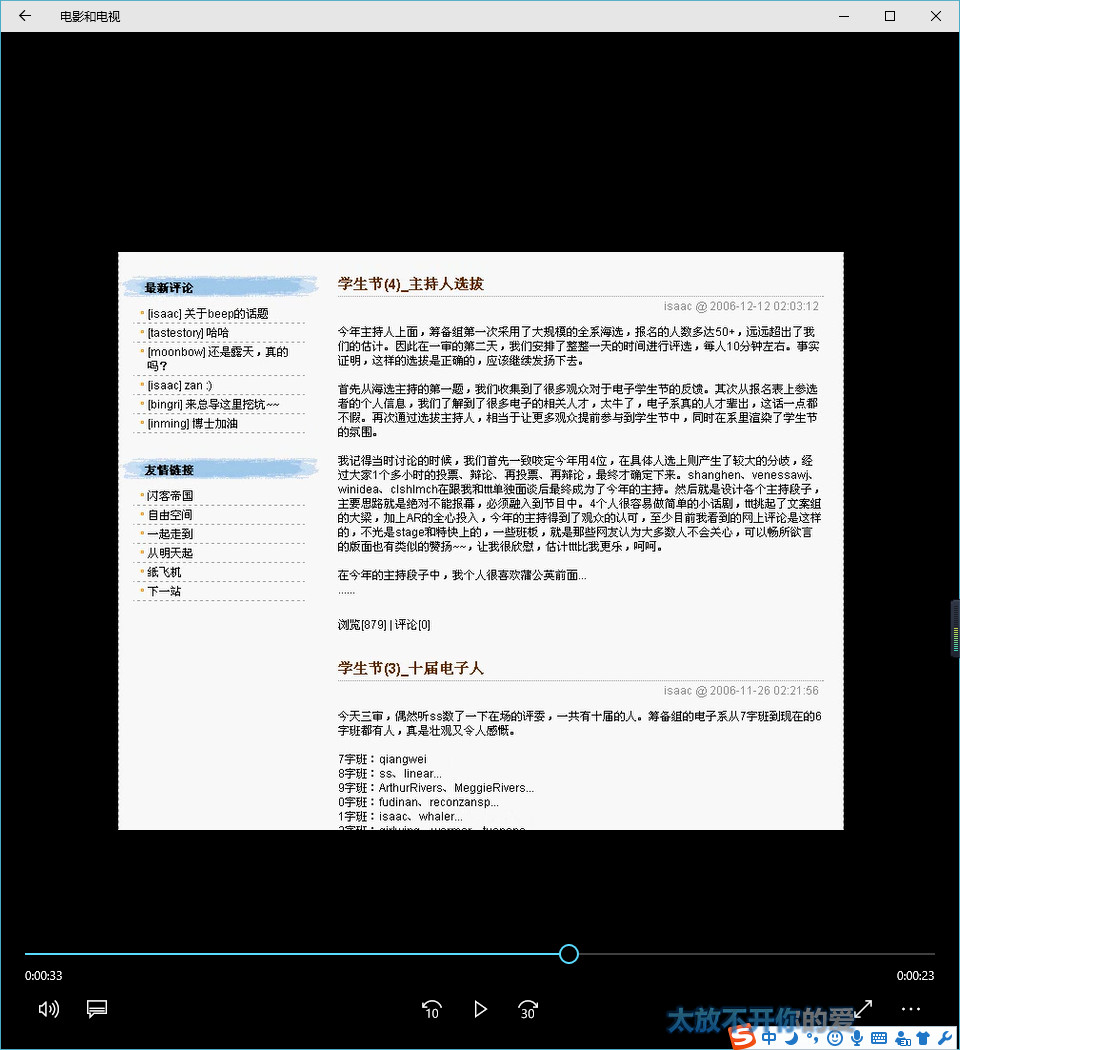 电影和电视
最新评论
[isaac] 关于beep的话题
[tastestory] 哈哈
[moonbow] 还是露天，真的
吗？
[isaac] zan :)
[bingri] 来总导这里挖坑~~
[inming] 博士加油
友情链接
闪客帝国
自由空间
一起走到
从明天起
纸飞机
下一站
学生节(4)_主持人选拔
isaac @ 2006-12-12 02:03:12
今年主持人上面，筹备组第一次采用了大规模的全系海选，报名的人数多达50+，远远超出了我
们的估计。因此在一审的第二天，我们安排了整整一天的时间进行评选，每人10分钟左右。事实
证明，这样的选拔是正确的，应该继续发扬下去。
首先从海选主持的第一题，我们收集到了很多观众对于电子学生节的反馈。其次从报名表上参选
者的个人信息，我们了解到了很多电子的相关人才，太牛了，电子系真的人才辈出，这话一点都
不假。再次通过选拔主持人，相当于让更多观众提前参与到学生节中，同时在系里渲染了学生节
的氛围。
我记得当时讨论的时候，我们首先一致咬定今年用4位，在具体人选上则产生了较大的分歧，经
过大家1个多小时的投票、辩论、再投票、再辩论，最终才确定下来。shanghen、venessawj、
winidea、clshlmch在跟我和ttt单独面谈后最终成为了今年的主持。然后就是设计各个主持段子，
主要思路就是绝对不能报幕，必须融入到节目中。4个人很容易做简单的小话剧，ttt挑起了文案组
的大梁，加上AR的全心投入，今年的主持得到了观众的认可，至少目前我看到的网上评论是这样
的，不光是stage和特快上的，一些班板，就是那些网友认为大多数人不会关心，可以畅所欲言
的版面也有类似的赞扬~~，让我很欣慰，估计ttt比我更乐，呵呵。
在今年的主持段子中，我个人很喜欢蒲公英前面...
......
浏览[879] | 评论[0]
学生节(3)_十届电子人
isaac @ 2006-11-26 02:21:56
今天三审，偶然听ss数了一下在场的评委，一共有十届的人。筹备组的电子系从7字班到现在的6
字班都有人，真是壮观又令人感慨。
7字班：qiangwei
8字班：ss、linear...
9字班：ArthurRivers、MeggieRivers...
0字班：fudinan、reconzansp...
1字班：isaac、whaler...
0:00:33
0:00:23
10
30
太放不开你的爱
中